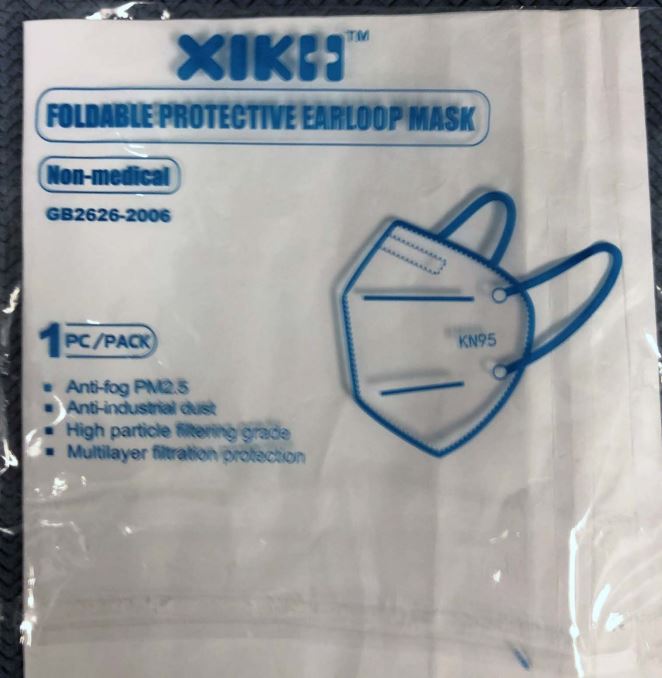 XIKH™
FOLDABLE PROTECTIVE EARLOOP MASK
Non-medical
GB2626-2006
KN95
1 PC/PACK
▪ Anti-fog PM2.5
▪ Anti-industrial dust
▪ High particle filtering grade
▪ Multilayer filtration protection